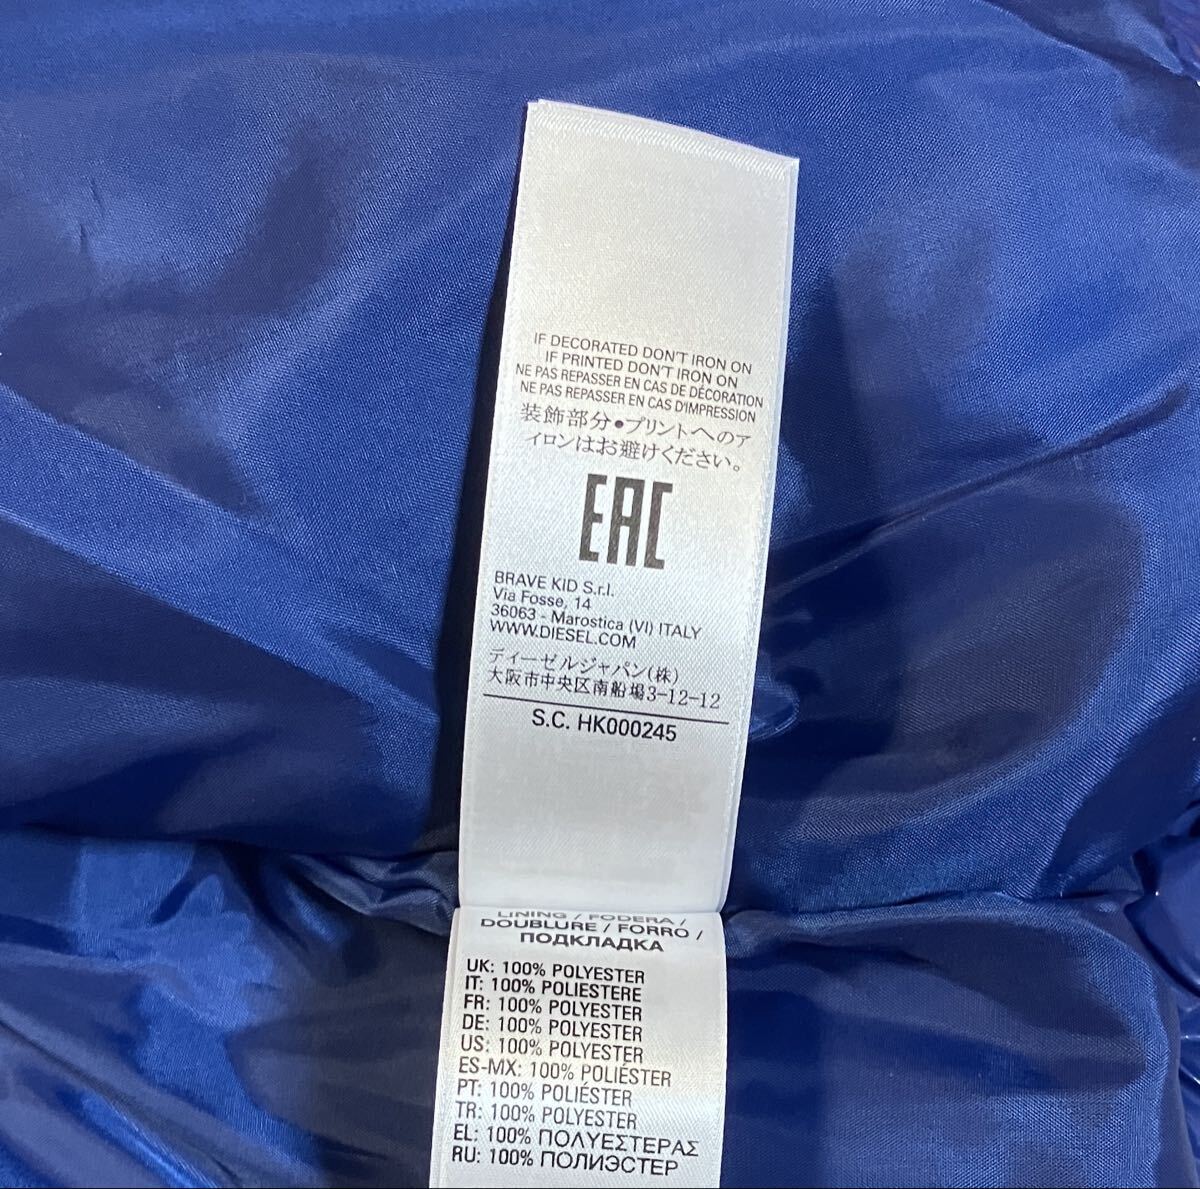 IF DECORATED DON'T IRON ON
IF PRINTED DON'T IRON ON
NE PAS REPASSER EN CAS DE DÉCORATION
NE PAS REPASSER EN CAS D'IMPRESSION
装飾部分•プリントへのア
イロンはお避けください。
EAC
BRAVE KID S.r.l.
Via Fosse, 14
36063 - Marostica (VI) ITALY
WWW.DIESEL.COM
ディーゼルジャパン(株)
大阪市中央区南船場3-12-12
S.C. HK000245
LINING / FODERA /
DOUBLURE / FORRO /
ПОДКЛАДКА
UK: 100% POLYESTER
IT: 100% POLIESTERE
FR: 100% POLYESTER
DE: 100% POLYESTER
US: 100% POLYESTER
ES-MX: 100% POLIÉSTER
PT: 100% POLIÉSTER
TR: 100% POLYESTER
EL: 100% ΠΟΛΥΕΣΤΕΡΑΣ
RU: 100% ПОЛИЭСТЕР